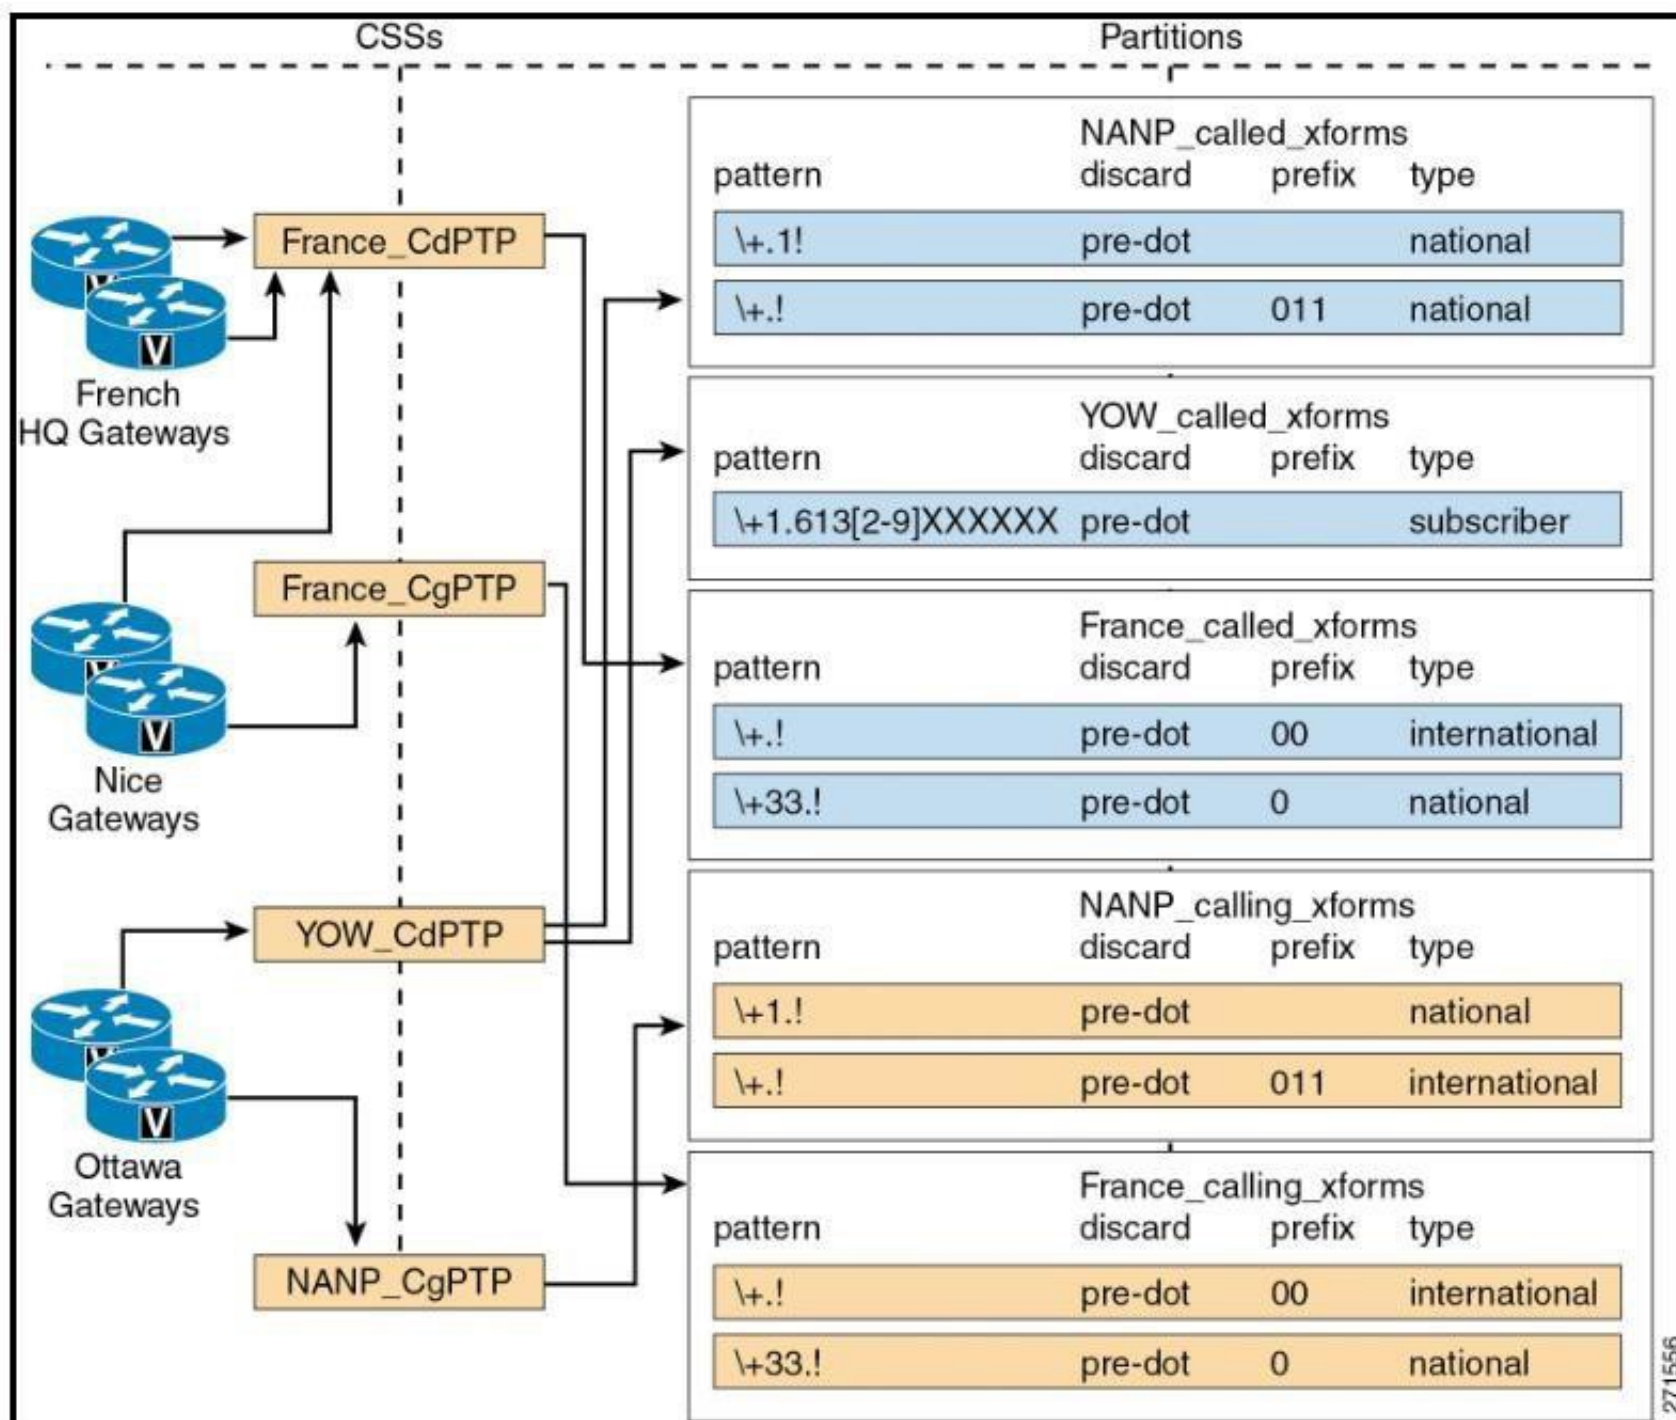 CSSs Partitions
NANP_called_xforms
pattern discard prefix type
\+.1! pre-dot national
\+.! pre-dot 011 national
YOW_called_xforms
pattern discard prefix type
\+1.613[2-9]XXXXXX pre-dot subscriber
France_called_xforms
pattern discard prefix type
\+.! pre-dot 00 international
\+33.! pre-dot 0 national
NANP_calling_xforms
pattern discard prefix type
\+1.! pre-dot national
\+.! pre-dot 011 international
France_calling_xforms
pattern discard prefix type
\+.! pre-dot 00 international
\+33.! pre-dot 0 national
France_CdPTP
France_CgPTP
YOW_CdPTP
NANP_CgPTP
V
V
French
HQ Gateways
V
V
Nice
Gateways
V
V
Ottawa
Gateways
271556